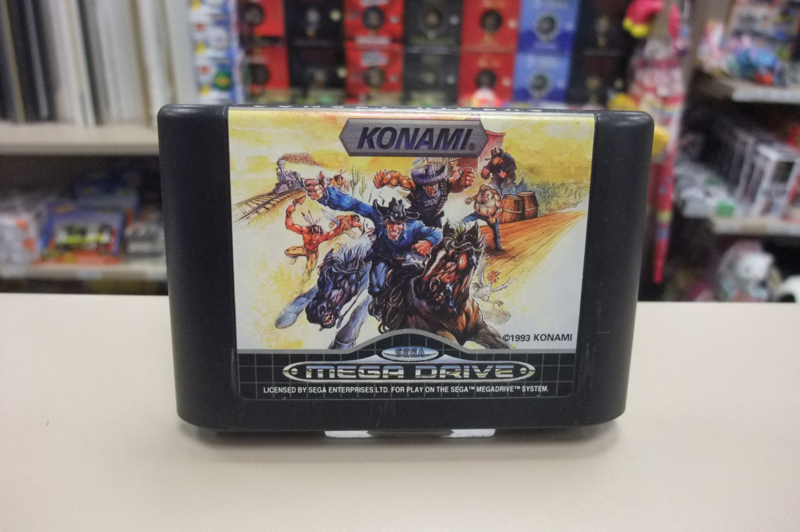 KONAMI®
©1993 KONAMI
SEGA
MEGA DRIVE
LICENSED BY SEGA ENTERPRISES LTD. FOR PLAY ON THE SEGA™ MEGADRIVE™ SYSTEM.